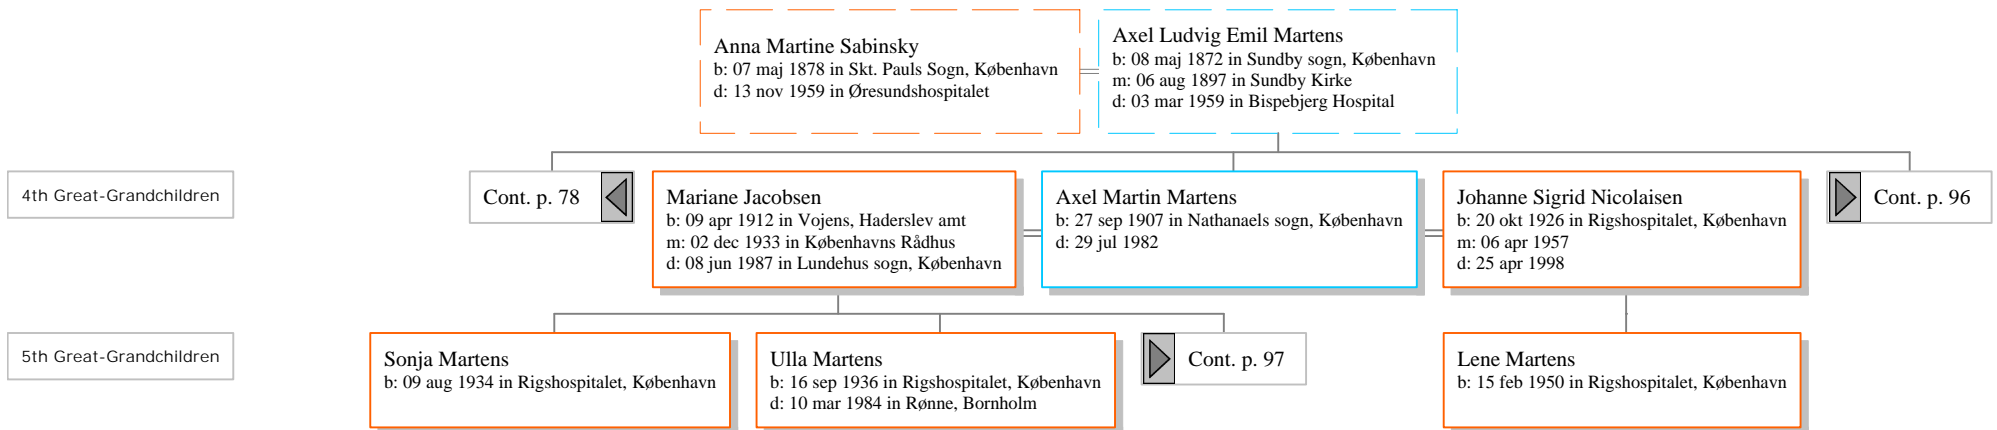 Anna Martine Sabinsky
b: 07 maj 1878 in Skt. Pauls Sogn, København
d: 13 nov 1959 in Øresundshospitalet
Axel Ludvig Emil Martens
b: 08 maj 1872 in Sundby sogn, København
m: 06 aug 1897 in Sundby Kirke
d: 03 mar 1959 in Bispebjerg Hospital
4th Great-Grandchildren
Cont. p. 78
Mariane Jacobsen
b: 09 apr 1912 in Vojens, Haderslev amt
m: 02 dec 1933 in Københavns Rådhus
d: 08 jun 1987 in Lundehus sogn, København
Axel Martin Martens
b: 27 sep 1907 in Nathanaels sogn, København
d: 29 jul 1982
Johanne Sigrid Nicolaisen
b: 20 okt 1926 in Rigshospitalet, København
m: 06 apr 1957
d: 25 apr 1998
Cont. p. 96
5th Great-Grandchildren
Sonja Martens
b: 09 aug 1934 in Rigshospitalet, København
Ulla Martens
b: 16 sep 1936 in Rigshospitalet, København
d: 10 mar 1984 in Rønne, Bornholm
Cont. p. 97
Lene Martens
b: 15 feb 1950 in Rigshospitalet, København